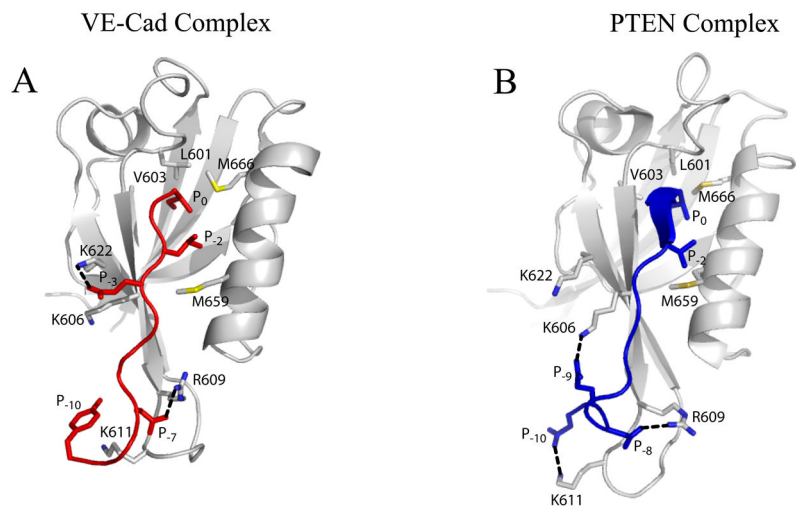 VE-Cad Complex
PTEN Complex
A
B
L601
M666
V603
P0
P-2
K622
P-3
M659
K606
R609
P-10
K611
P-7
L601
V603
M666
P0
P-2
K622
M659
K606
P-9
R609
P-10
P-8
K611